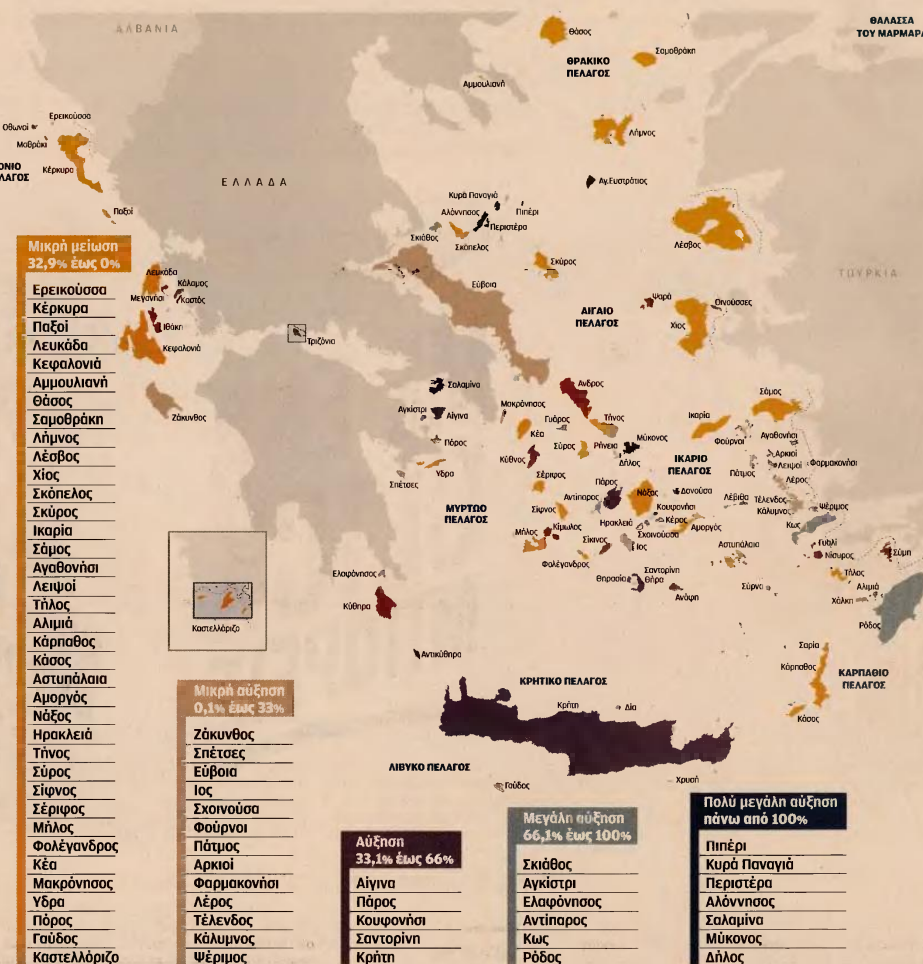 ΑΛΒΑΝΙΑ
ΘΑΛΑΣΣΑ
ΤΟΥ ΜΑΡΜΑΡΑ
Θάσος
Σαμοθράκη
ΘΡΑΚΙΚΟ
ΠΕΛΑΓΟΣ
Αμμουλιανή
Ερεικούσσα
Οθωνοί
Μαθράκι
Κέρκυρα
ΟΝΙΟ
ΛΑΓΟΣ
Παξοί
ΕΛΛΑΔΑ
Λήμνος
Αγ.Ευστράτιος
Κυρά Παναγιά
Αλόννησος
Πιπέρι
Περιστέρα
Σκιάθος
Σκόπελος
Σκύρος
Λέσβος
ΤΟΥΡΚΙΑ
Λευκάδα
Κάλαμος
Μεγανήσι
Καστός
Ιθάκη
Κεφαλονιά
Ζάκυνθος
Τριζόνια
Εύβοια
ΑΙΓΑΙΟ
ΠΕΛΑΓΟΣ
Ψαρά
Οινούσσες
Χίος
Σαλαμίνα
Αγκίστρι
Αίγινα
Πόρος
Ύδρα
Σπέτσες
Μακρόνησος
Ανδρος
Γυάρος
Τήνος
Κέα
Σύρος
Ρήνεια
Μύκονος
Δήλος
Κύθνος
Ικαρία
Σάμος
Φούρνοι
Αγαθονήσι
ΙΚΑΡΙΟ
ΠΕΛΑΓΟΣ
Αρκιοί
Πάτμος
Λειψοί
Φαρμακονήσι
Λέρος
Σέριφος
Πάρος
Αντίπαρος
Νάξος
Δονούσα
Κουφονήσι
Κέρος
Λέβιθα
Τέλενδος
Κάλυμνος
Ψέριμος
Κως
ΜΥΡΤΩΟ
ΠΕΛΑΓΟΣ
Σίφνος
Ηρακλειά
Σχοινούσσα
Αμοργός
Μήλος
Κίμωλος
Σίκινος
Ιος
Φολέγανδρος
Αστυπάλαια
Γυαλί
Νίσυρος
Σύμη
Τήλος
Σαντορίνη
Θηρασία
Θήρα
Ανάφη
Σύρνα
Αλιμιά
Χάλκη
Ρόδος
Ελαφόνησος
Κύθηρα
Καστελλόριζο
Αντικύθηρα
Σαρία
Κάρπαθος
ΚΑΡΠΑΘΙΟ
ΠΕΛΑΓΟΣ
Κάσος
ΚΡΗΤΙΚΟ ΠΕΛΑΓΟΣ
Κρήτη
Δία
ΛΙΒΥΚΟ ΠΕΛΑΓΟΣ
Γαύδος
Χρυσή
Μικρή μείωση
32,9% έως 0%
Ερεικούσσα
Κέρκυρα
Παξοί
Λευκάδα
Κεφαλονιά
Αμμουλιανή
Θάσος
Σαμοθράκη
Λήμνος
Λέσβος
Χίος
Σκόπελος
Σκύρος
Ικαρία
Σάμος
Αγαθονήσι
Λειψοί
Τήλος
Αλιμιά
Κάρπαθος
Κάσος
Αστυπάλαια
Αμοργός
Νάξος
Ηρακλειά
Τήνος
Σύρος
Σίφνος
Σέριφος
Μήλος
Φολέγανδρος
Κέα
Μακρόνησος
Υδρα
Πόρος
Γαύδος
Καστελλόριζο
Μικρή αύξηση
0,1% έως 33%
Ζάκυνθος
Σπέτσες
Εύβοια
Ιος
Σχοινούσα
Φούρνοι
Πάτμος
Αρκιοί
Φαρμακονήσι
Λέρος
Τέλενδος
Κάλυμνος
Ψέριμος
Αύξηση
33,1% έως 66%
Αίγινα
Πάρος
Κουφονήσι
Σαντορίνη
Κρήτη
Μεγάλη αύξηση
66,1% έως 100%
Σκιάθος
Αγκίστρι
Ελαφόνησος
Αντίπαρος
Κως
Ρόδος
Πολύ μεγάλη αύξηση
πάνω από 100%
Πιπέρι
Κυρά Παναγιά
Περιστέρα
Αλόννησος
Σαλαμίνα
Μύκονος
Δήλος